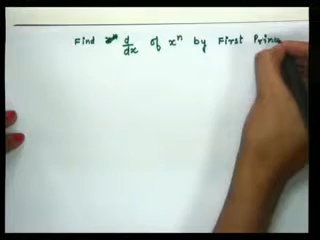 Find d/dx of xⁿ by First